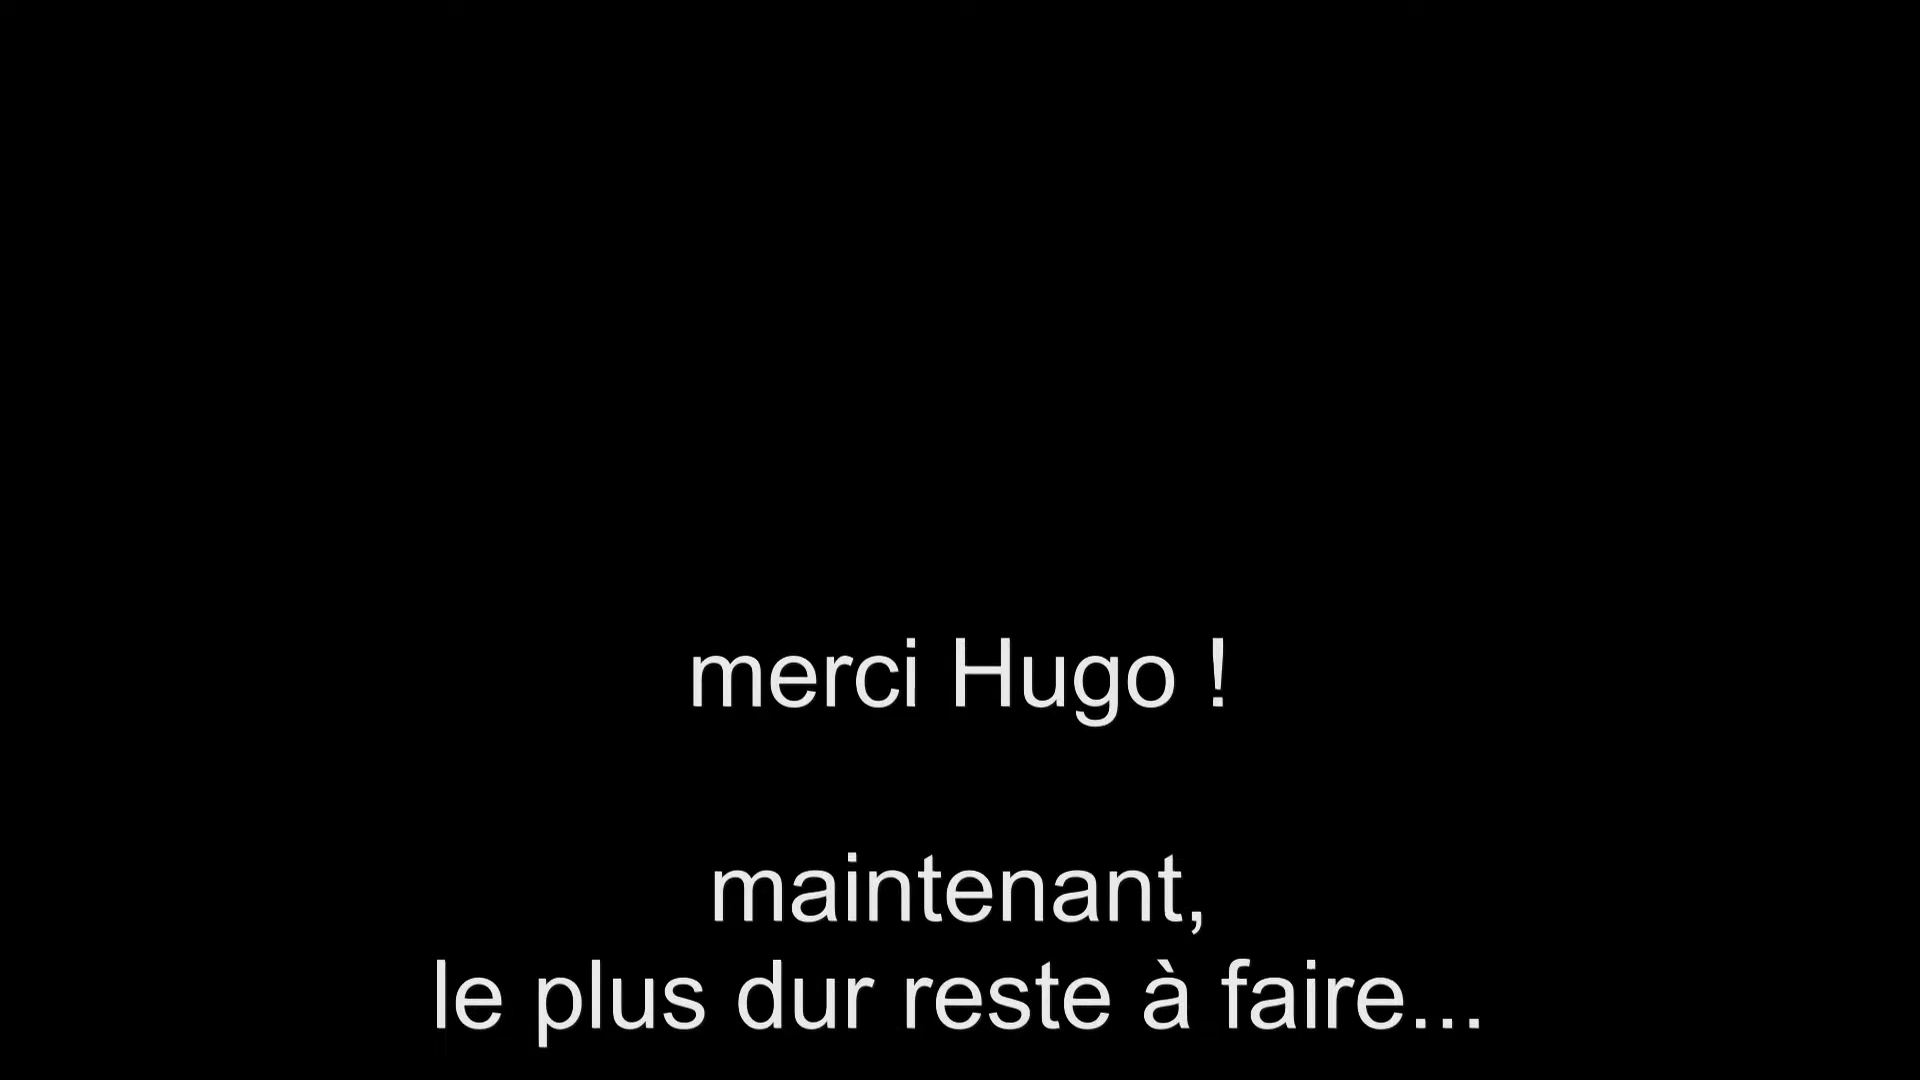 merci Hugo !
maintenant,
le plus dur reste à faire...